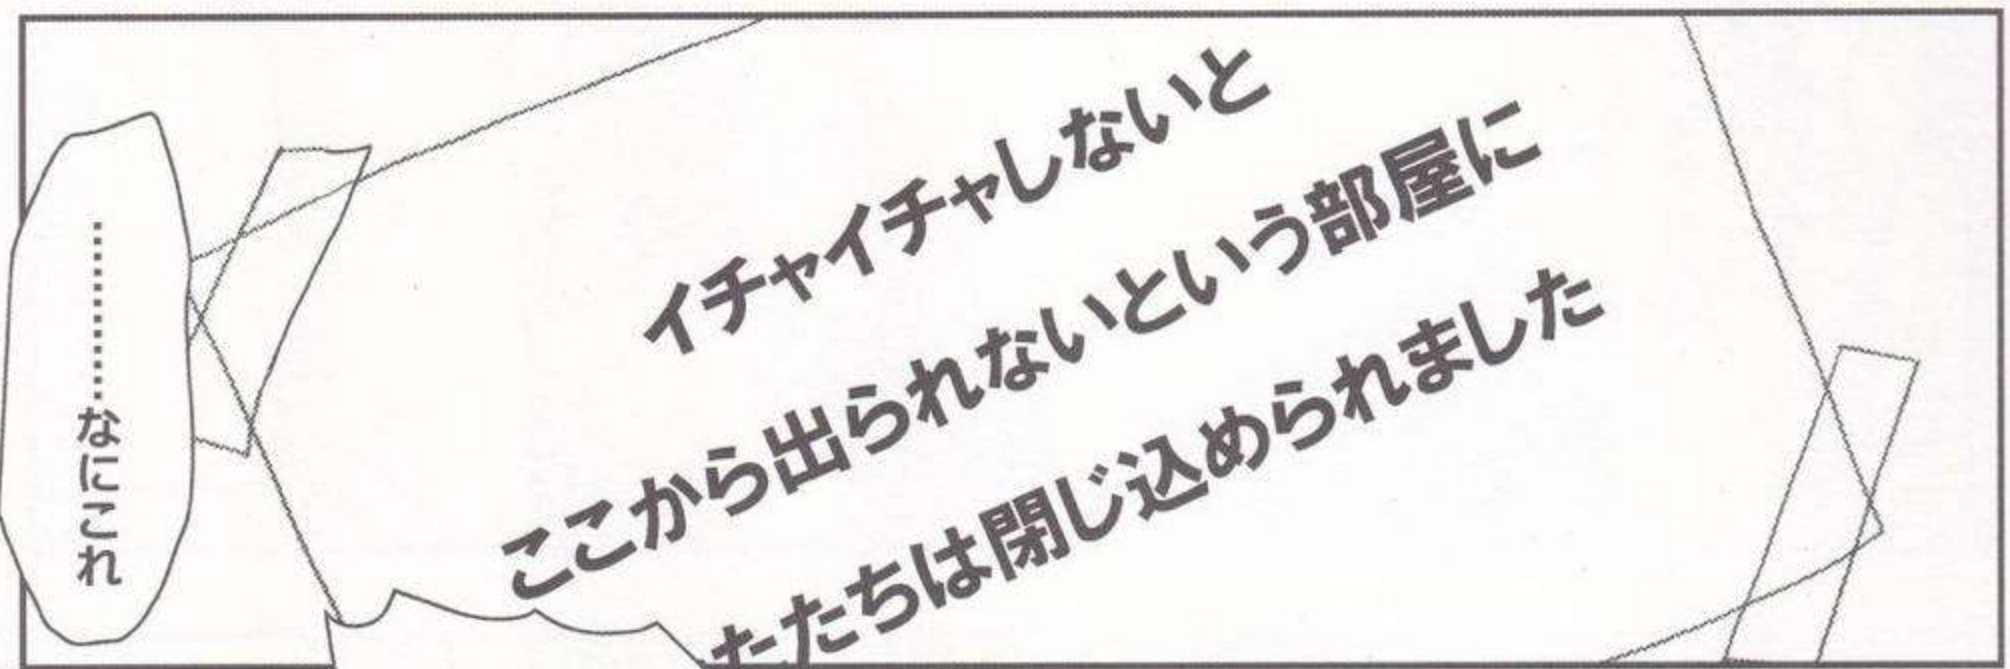 イチャイチャしないと
ここから出られないという部屋に
たたちは閉じ込められました
…………なにこれ